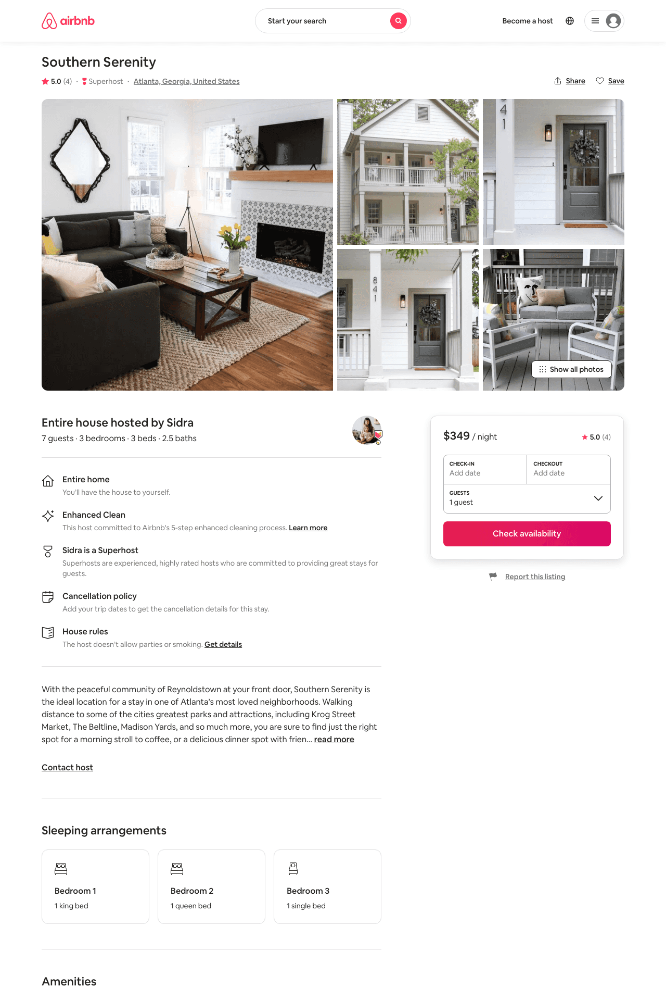 airbnb
Start your search
Become a host
Southern Serenity
5.0 (4) · Superhost · Atlanta, Georgia, United States
Share
Save
4
1
8
4
1
Show all photos
Entire house hosted by Sidra
7 guests · 3 bedrooms · 3 beds · 2.5 baths
Entire home
You’ll have the house to yourself.
Enhanced Clean
This host committed to Airbnb's 5-step enhanced cleaning process. Learn more
Sidra is a Superhost
Superhosts are experienced, highly rated hosts who are committed to providing great stays for
guests.
Cancellation policy
Add your trip dates to get the cancellation details for this stay.
House rules
The host doesn’t allow parties or smoking. Get details
With the peaceful community of Reynoldstown at your front door, Southern Serenity is
the ideal location for a stay in one of Atlanta’s most loved neighborhoods. Walking
distance to some of the cities greatest parks and attractions, including Krog Street
Market, The Beltline, Madison Yards, and so much more, you are sure to find just the right
spot for a morning stroll to coffee, or a delicious dinner spot with frien... read more
Contact host
Sleeping arrangements
Bedroom 1
1 king bed
Bedroom 2
1 queen bed
Bedroom 3
1 single bed
Amenities
$349 / night
5.0 (4)
CHECK-IN
Add date
CHECKOUT
Add date
GUESTS
1 guest
Check availability
Report this listing